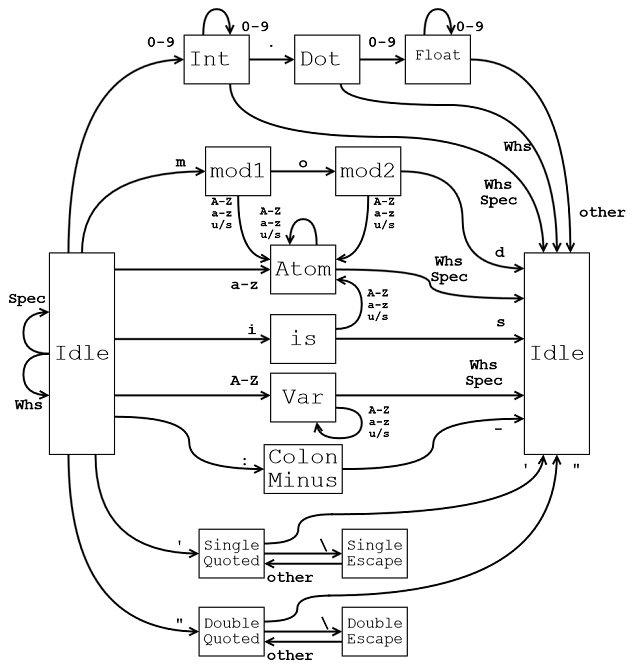 0-9
0-9
0-9
.
0-9
Int
Dot
Float
Whs
m
mod1
o
mod2
Whs
Spec
A-Z
a-z
u/s
A-Z
a-z
u/s
A-Z
a-z
u/s
other
d
Atom
Whs
Spec
a-z
Spec
A-Z
a-z
u/s
i
is
s
Idle
Idle
Whs
A-Z
Var
Whs
Spec
A-Z
a-z
u/s
:
Colon
Minus
-
'
"
'
Single
Quoted
\
Single
Escape
other
"
Double
Quoted
\
Double
Escape
other